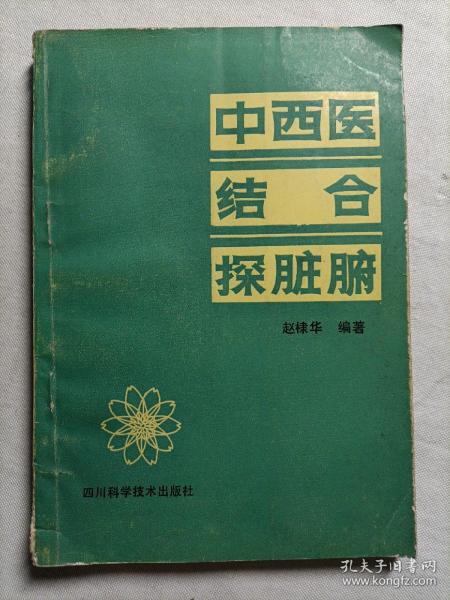 中西医
结合
探脏腑
赵棣华 编著
四川科学技术出版社
孔夫子旧书网
www.kongfz.com